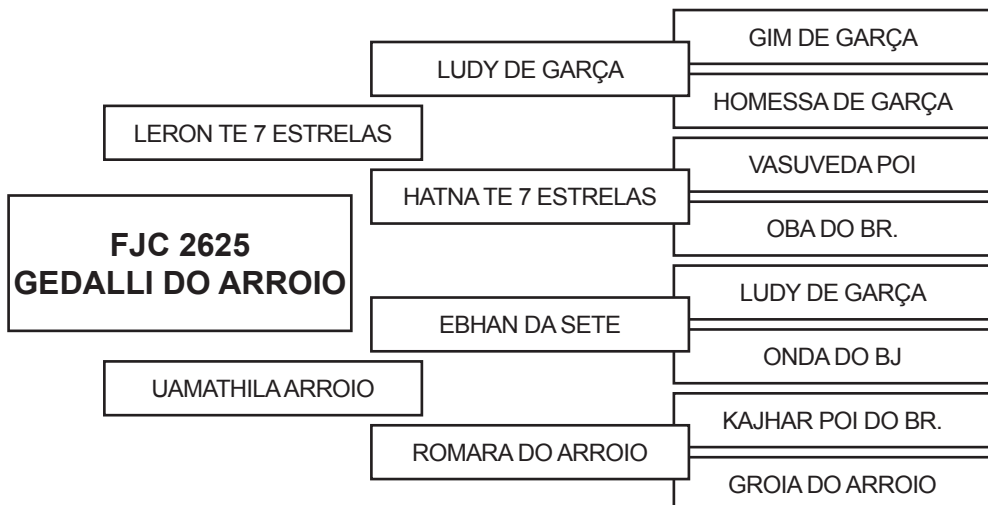 GIM DE GARÇA
LUDY DE GARÇA
HOMESSA DE GARÇA
LERON TE 7 ESTRELAS
VASUVEDA POI
HATNA TE 7 ESTRELAS
OBA DO BR.
FJC 2625
GEDALLI DO ARROIO
LUDY DE GARÇA
EBHAN DA SETE
ONDA DO BJ
UAMATHILA ARROIO
KAJHAR POI DO BR.
ROMARA DO ARROIO
GROIA DO ARROIO